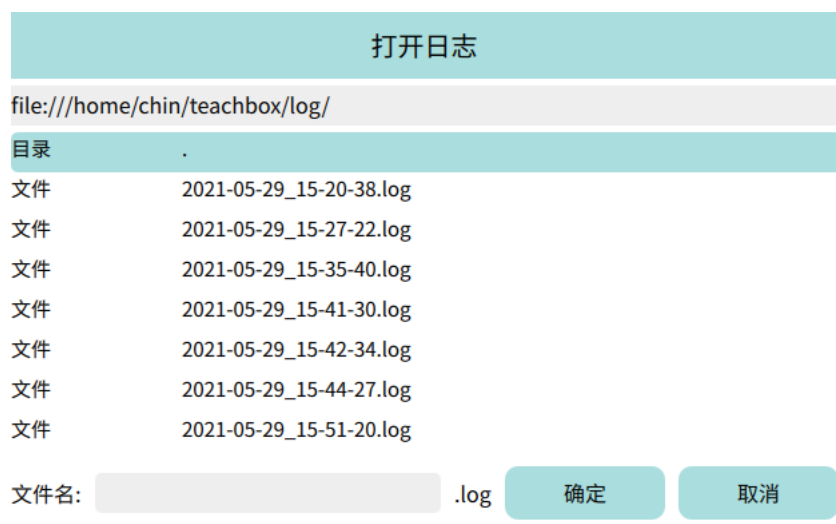 打开日志
file:///home/chin/teachbox/log/
目录 .
文件 2021-05-29_15-20-38.log
文件 2021-05-29_15-27-22.log
文件 2021-05-29_15-35-40.log
文件 2021-05-29_15-41-30.log
文件 2021-05-29_15-42-34.log
文件 2021-05-29_15-44-27.log
文件 2021-05-29_15-51-20.log
文件名: .log 确定 取消